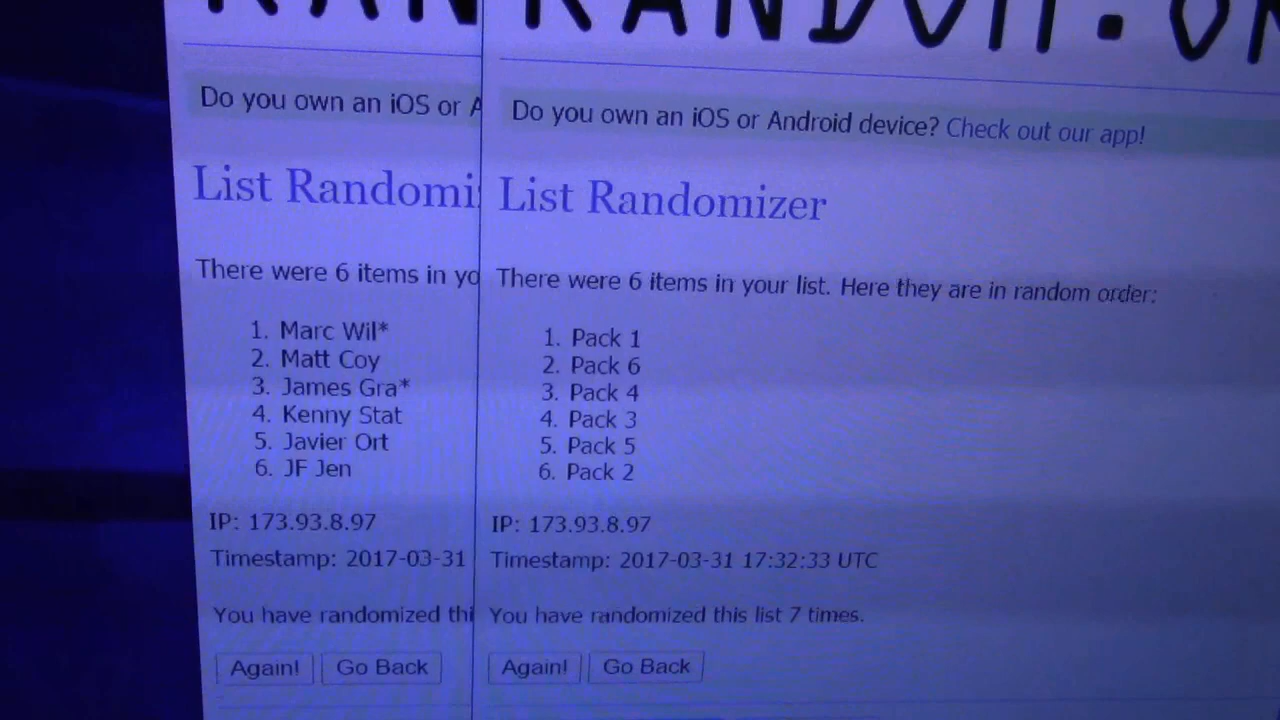 RANDOM.OR
Do you own an iOS or A
List Randomi
There were 6 items in yo
1. Marc Wil*
2. Matt Coy
3. James Gra*
4. Kenny Stat
5. Javier Ort
6. JF Jen
IP: 173.93.8.97
Timestamp: 2017-03-31
You have randomized thi
Again! Go Back
Do you own an iOS or Android device? Check out our app!
List Randomizer
There were 6 items in your list. Here they are in random order:
1. Pack 1
2. Pack 6
3. Pack 4
4. Pack 3
5. Pack 5
6. Pack 2
IP: 173.93.8.97
Timestamp: 2017-03-31 17:32:33 UTC
You have randomized this list 7 times.
Again! Go Back